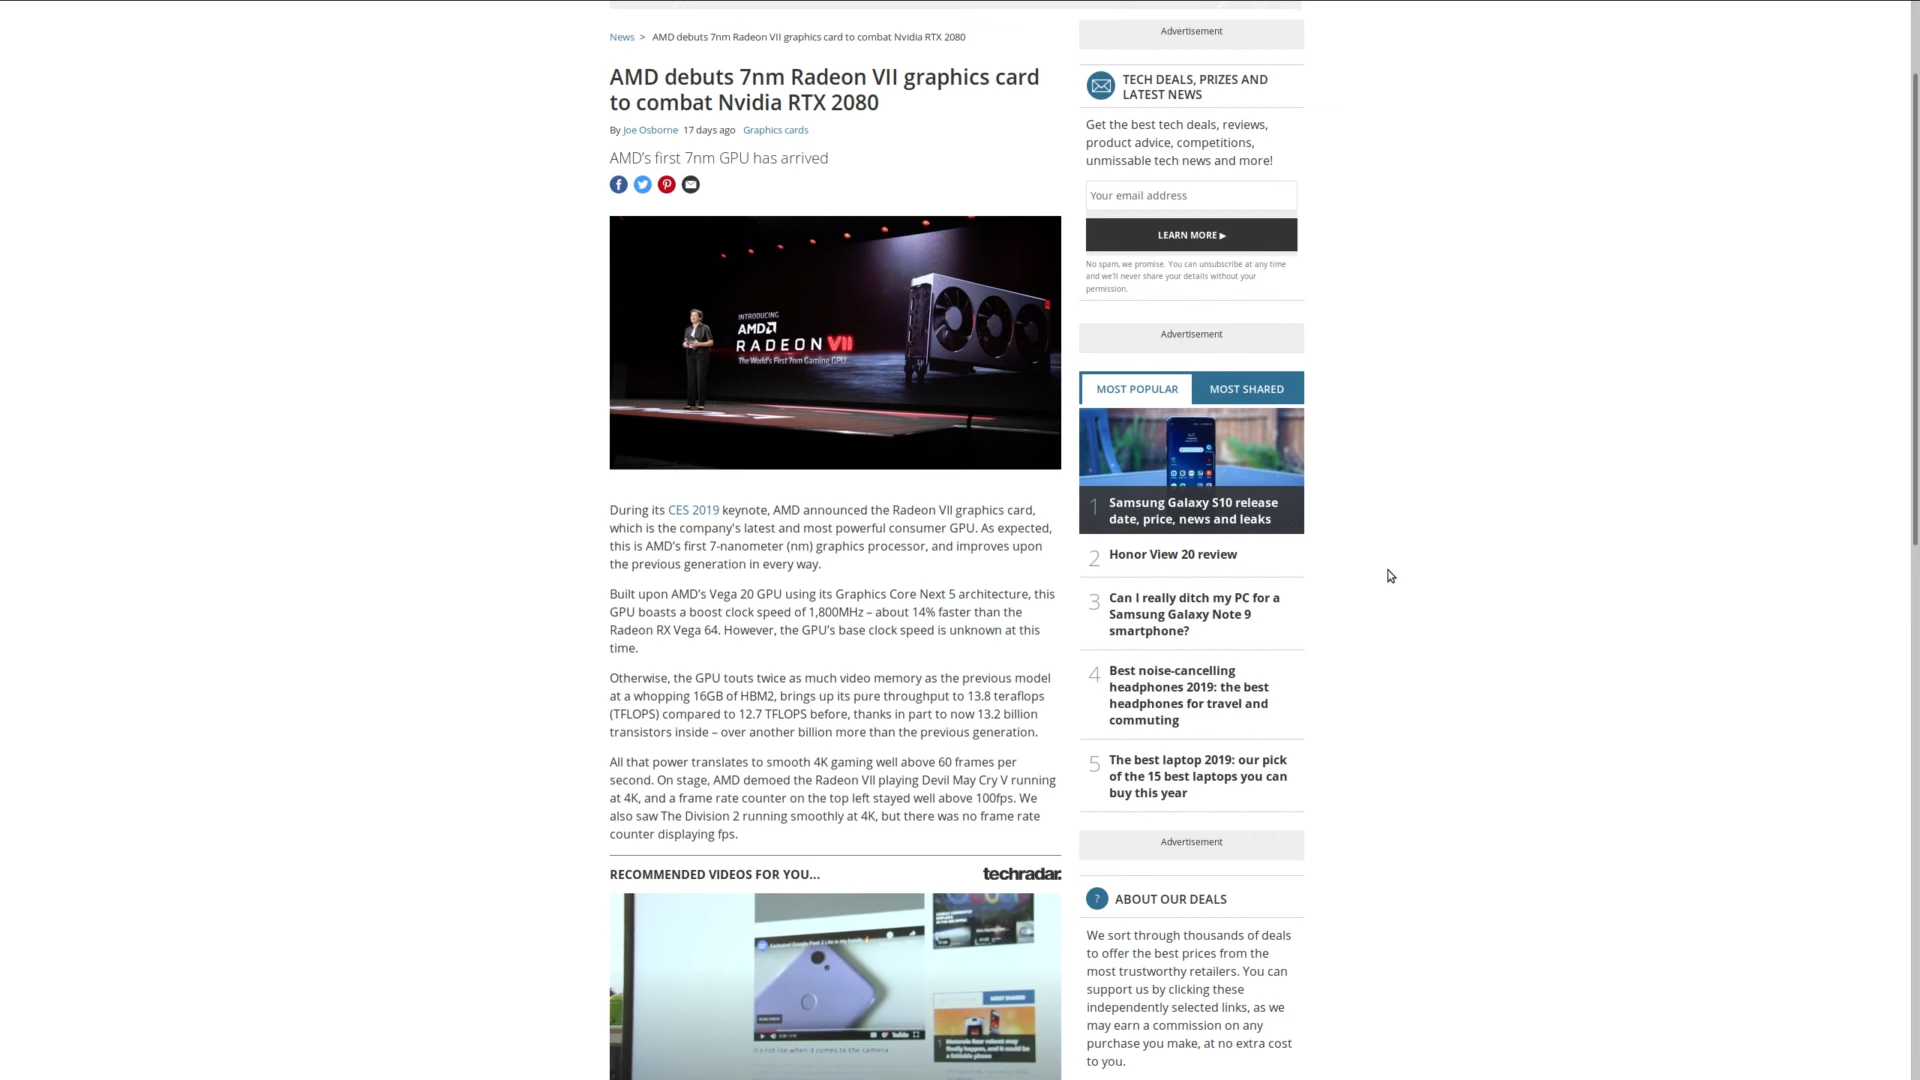 News > AMD debuts 7nm Radeon VII graphics card to combat Nvidia RTX 2080
AMD debuts 7nm Radeon VII graphics card
to combat Nvidia RTX 2080
By Joe Osborne 17 days ago Graphics cards
AMD's first 7nm GPU has arrived
INTRODUCING
AMD
RADEON VII
The World's First 7nm Gaming GPU
During its CES 2019 keynote, AMD announced the Radeon VII graphics card,
which is the company's latest and most powerful consumer GPU. As expected,
this is AMD's first 7-nanometer (nm) graphics processor, and improves upon
the previous generation in every way.
Built upon AMD's Vega 20 GPU using its Graphics Core Next 5 architecture, this
GPU boasts a boost clock speed of 1,800MHz – about 14% faster than the
Radeon RX Vega 64. However, the GPU's base clock speed is unknown at this
time.
Otherwise, the GPU touts twice as much video memory as the previous model
at a whopping 16GB of HBM2, brings up its pure throughput to 13.8 teraflops
(TFLOPS) compared to 12.7 TFLOPS before, thanks in part to now 13.2 billion
transistors inside – over another billion more than the previous generation.
All that power translates to smooth 4K gaming well above 60 frames per
second. On stage, AMD demoed the Radeon VII playing Devil May Cry V running
at 4K, and a frame rate counter on the top left stayed well above 100fps. We
also saw The Division 2 running smoothly at 4K, but there was no frame rate
counter displaying fps.
RECOMMENDED VIDEOS FOR YOU...
techradar.
MOST SHARED
YouTube
it's not lite when it comes to the camera
Advertisement
TECH DEALS, PRIZES AND
LATEST NEWS
Get the best tech deals, reviews,
product advice, competitions,
unmissable tech news and more!
Your email address
LEARN MORE ▶
No spam, we promise. You can unsubscribe at any time
and we'll never share your details without your
permission.
Advertisement
MOST POPULAR
MOST SHARED
1 Samsung Galaxy S10 release
date, price, news and leaks
2 Honor View 20 review
3 Can I really ditch my PC for a
Samsung Galaxy Note 9
smartphone?
4 Best noise-cancelling
headphones 2019: the best
headphones for travel and
commuting
5 The best laptop 2019: our pick
of the 15 best laptops you can
buy this year
Advertisement
? ABOUT OUR DEALS
We sort through thousands of deals
to offer the best prices from the
most trustworthy retailers. You can
support us by clicking these
independently selected links, as we
may earn a commission on any
purchase you make, at no extra cost
to you.